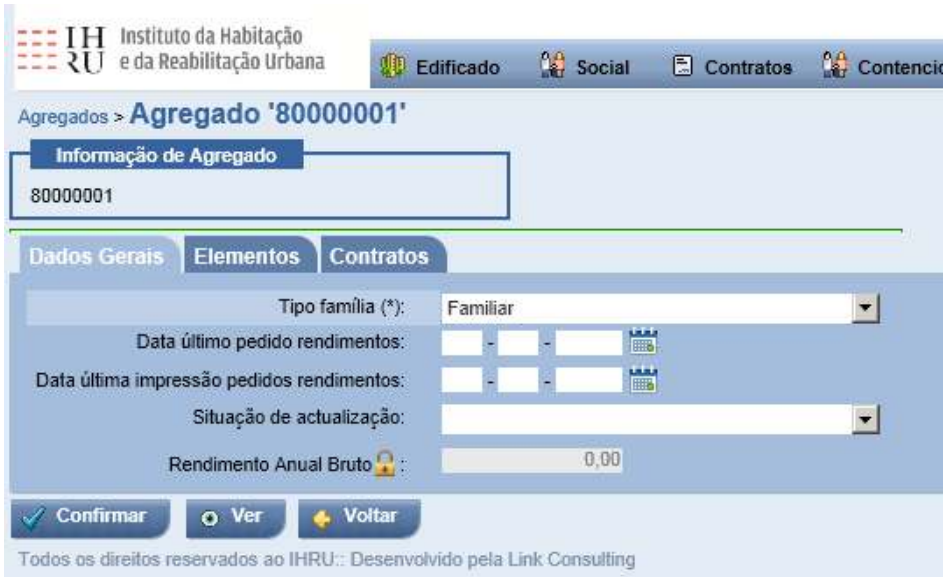 IH Instituto da Habitação
RU e da Reabilitação Urbana
Edificado Social Contratos
Agregados > Agregado '80000001'
Informação de Agregado
80000001
Dados Gerais Elementos Contratos
Tipo família (*): Familiar
Data último pedido rendimentos: - -
Data última impressão pedidos rendimentos: - -
Situação de actualização:
Rendimento Anual Bruto : 0,00
Confirmar Ver Voltar
Todos os direitos reservados ao IHRU:: Desenvolvido pela Link Consulting